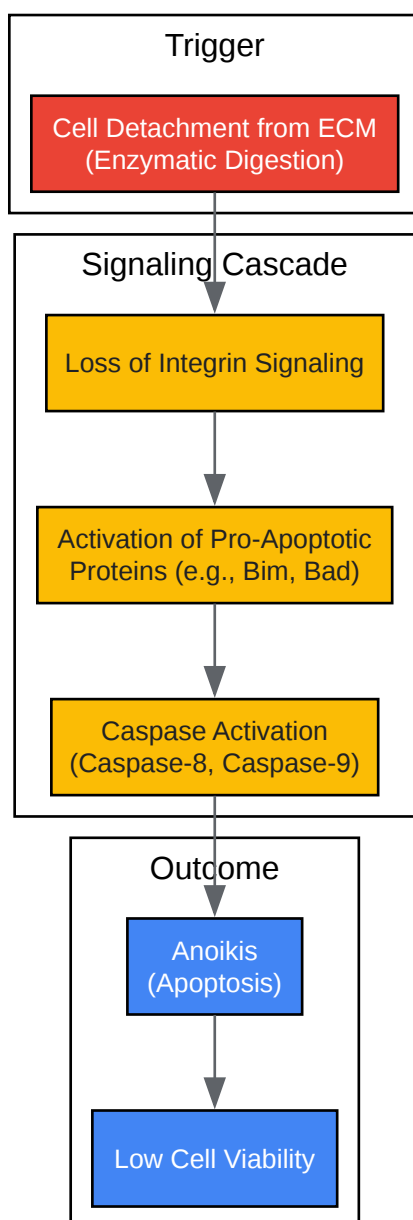 Trigger
Cell Detachment from ECM
(Enzymatic Digestion)
Signaling Cascade
Loss of Integrin Signaling
Activation of Pro-Apoptotic
Proteins (e.g., Bim, Bad)
Caspase Activation
(Caspase-8, Caspase-9)
Outcome
Anoikis
(Apoptosis)
Low Cell Viability